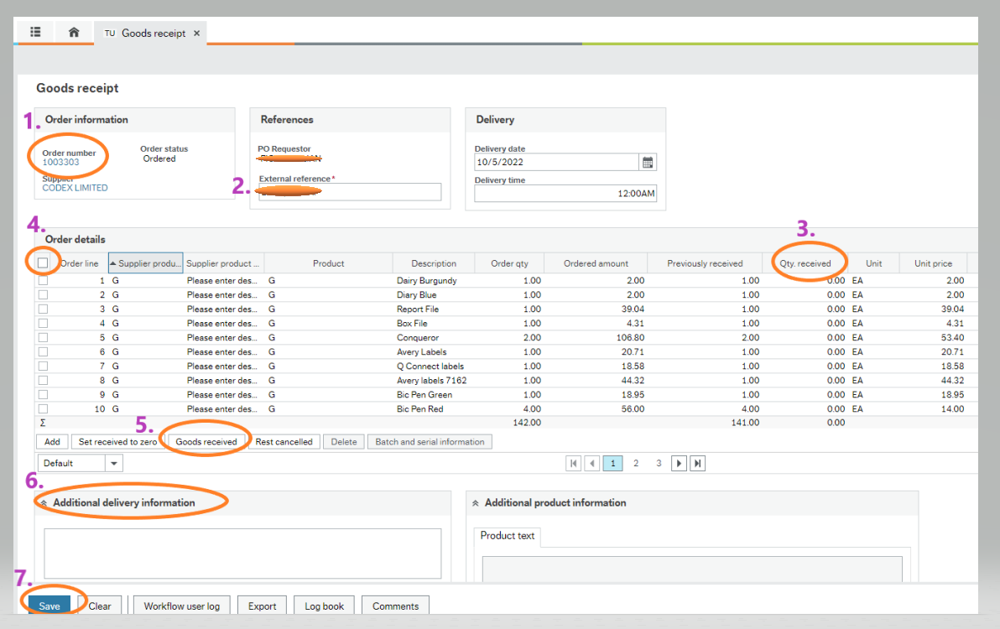 TU Goods receipt ×
Goods receipt
1.
Order information
Order number
1003303
Order status
Ordered
Supplier
CODEX LIMITED
References
PO Requestor
2.
External reference*
Delivery
Delivery date
10/5/2022
Delivery time
12:00AM
4.
3.
Order details
Order line Supplier produ... Supplier product ... Product Description Order qty Ordered amount Previously received Qty. received Unit Unit price
1 G Please enter des... G Dairy Burgundy 1.00 2.00 1.00 0.00 EA 2.00
2 G Please enter des... G Diary Blue 1.00 2.00 1.00 0.00 EA 2.00
3 G Please enter des... G Report File 1.00 39.04 1.00 0.00 EA 39.04
4 G Please enter des... G Box File 1.00 4.31 1.00 0.00 EA 4.31
5 G Please enter des... G Conqueror 2.00 106.80 2.00 0.00 EA 53.40
6 G Please enter des... G Avery Labels 1.00 20.71 1.00 0.00 EA 20.71
7 G Please enter des... G Q Connect labels 1.00 18.58 1.00 0.00 EA 18.58
8 G Please enter des... G Avery labels 7162 1.00 44.32 1.00 0.00 EA 44.32
9 G Please enter des... G Bic Pen Green 1.00 18.95 1.00 0.00 EA 18.95
10 G Please enter des... G Bic Pen Red 4.00 56.00 4.00 0.00 EA 14.00
Σ 142.00 141.00 0.00
5.
Add Set received to zero Goods received Rest cancelled Delete Batch and serial information
Default 1 2 3
6.
Additional delivery information
Additional product information
Product text
7.
Save Clear Workflow user log Export Log book Comments